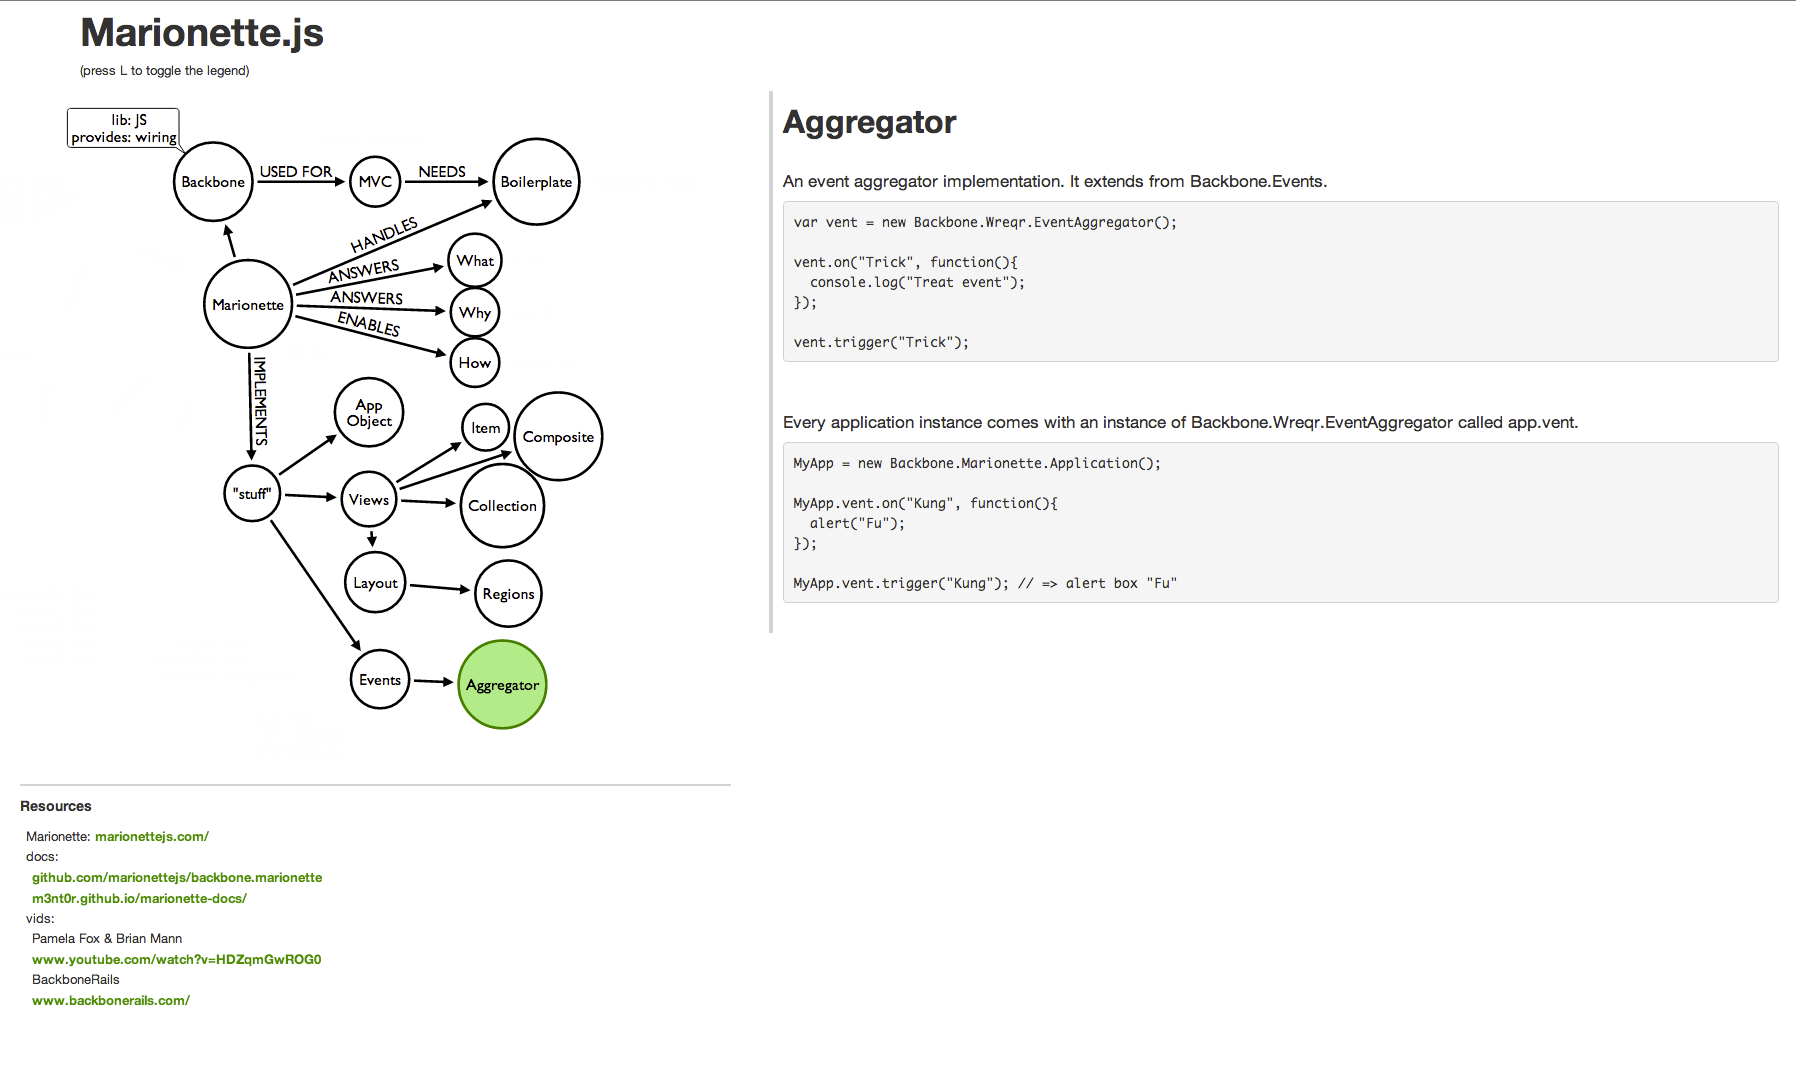 Marionette.js
(press L to toggle the legend)
lib: JS
provides: wiring
Backbone
USED FOR
MVC
NEEDS
Boilerplate
HANDLES
ANSWERS
What
Marionette
ANSWERS
Why
ENABLES
How
IMPLEMENTS
App
Object
Item
Composite
"stuff"
Views
Collection
Layout
Regions
Events
Aggregator
Resources
Marionette: marionettejs.com/
docs:
github.com/marionettejs/backbone.marionette
m3nt0r.github.io/marionette-docs/
vids:
Pamela Fox & Brian Mann
www.youtube.com/watch?v=HDZqmGwROG0
BackboneRails
www.backbonerails.com/
Aggregator
An event aggregator implementation. It extends from Backbone.Events.
var vent = new Backbone.Wreqr.EventAggregator();
vent.on("Trick", function(){
console.log("Treat event");
});
vent.trigger("Trick");
Every application instance comes with an instance of Backbone.Wreqr.EventAggregator called app.vent.
MyApp = new Backbone.Marionette.Application();
MyApp.vent.on("Kung", function(){
alert("Fu");
});
MyApp.vent.trigger("Kung"); // => alert box "Fu"